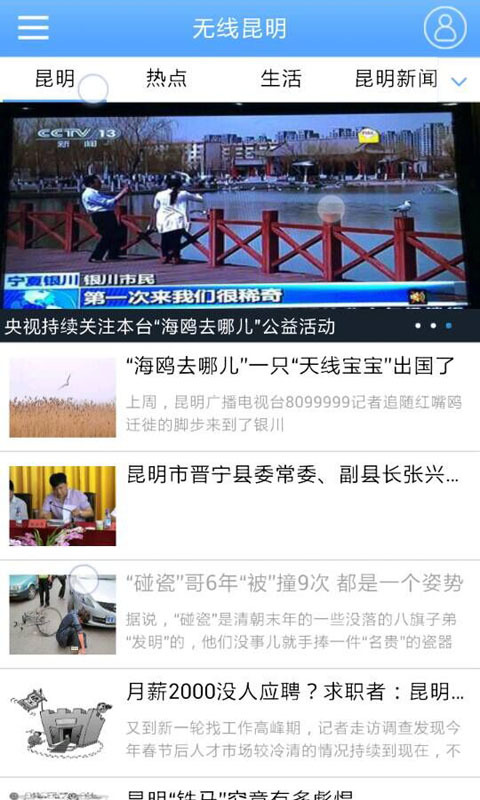 无线昆明
昆明 热点 生活 昆明新闻
CCTV 13
新闻
宁夏银川 银川市民
第一次来我们很稀奇
央视持续关注本台“海鸥去哪儿”公益活动
“海鸥去哪儿”一只“天线宝宝”出国了
上周，昆明广播电视台8099999记者追随红嘴鸥
迁徙的脚步来到了银川
昆明市晋宁县委常委、副县长张兴...
“碰瓷”哥6年“被”撞9次 都是一个姿势
据说，“碰瓷”是清朝末年的一些没落的八旗子弟
“发明”的，他们没事儿就手捧一件“名贵”的瓷器
月薪2000没人应聘？求职者：昆明...
又到新一轮找工作高峰期，记者走访调查发现今
年春节后人才市场较冷清的情况持续到现在，不
昆明“铁马”究竟有多彪悍